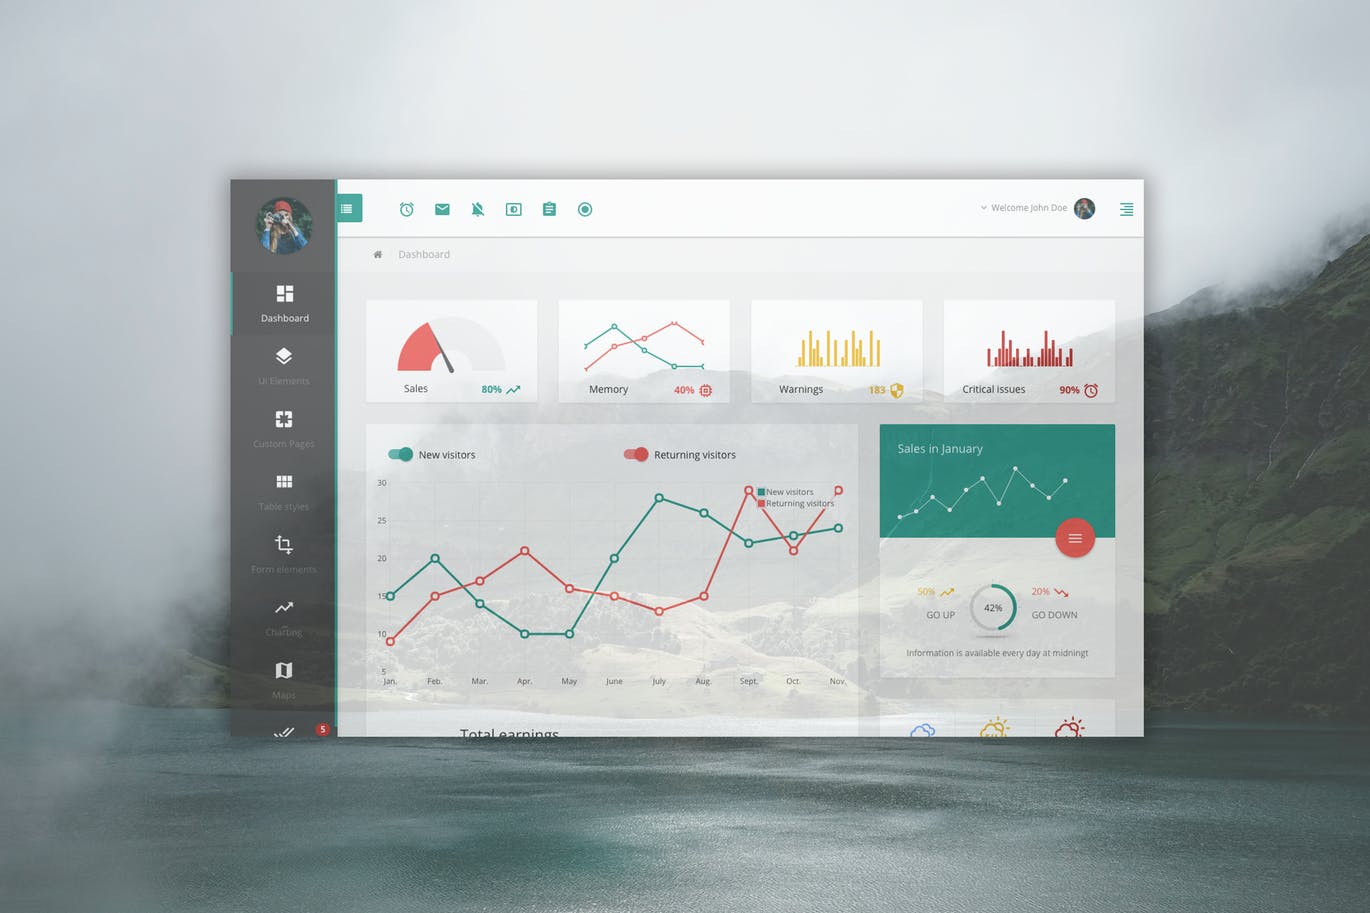 Welcome John Doe
Dashboard
Dashboard
Ui Elements
Custom Pages
Table styles
Form elements
Charting
Maps
5
Sales 80%
Memory 40%
Warnings 183
Critical issues 90%
New visitors
Returning visitors
New visitors
Returning visitors
30
25
20
15
10
5
Jan. Feb. Mar. Apr. May June July Aug. Sept. Oct. Nov.
Sales in January
50%
GO UP
42%
20%
GO DOWN
Information is available every day at midningt
Total earnings